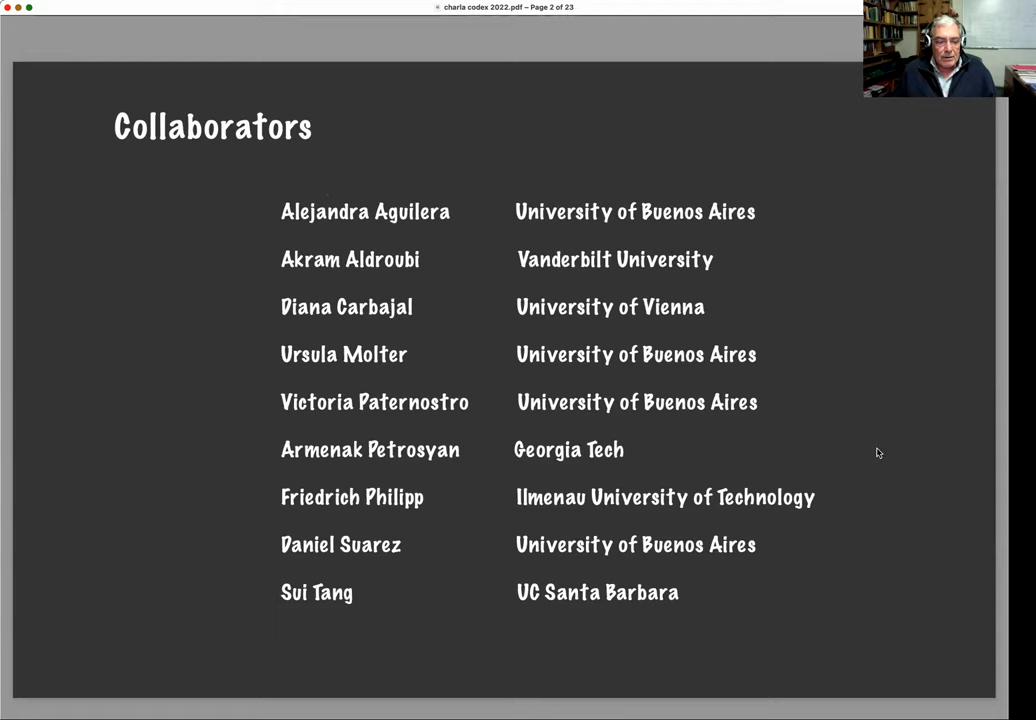 charla codex 2022.pdf – Page 2 of 23
Collaborators
Alejandra Aguilera University of Buenos Aires
Akram Aldroubi Vanderbilt University
Diana Carbajal University of Vienna
Ursula Molter University of Buenos Aires
Victoria Paternostro University of Buenos Aires
Armenak Petrosyan Georgia Tech
Friedrich Philipp Ilmenau University of Technology
Daniel Suarez University of Buenos Aires
Sui Tang UC Santa Barbara